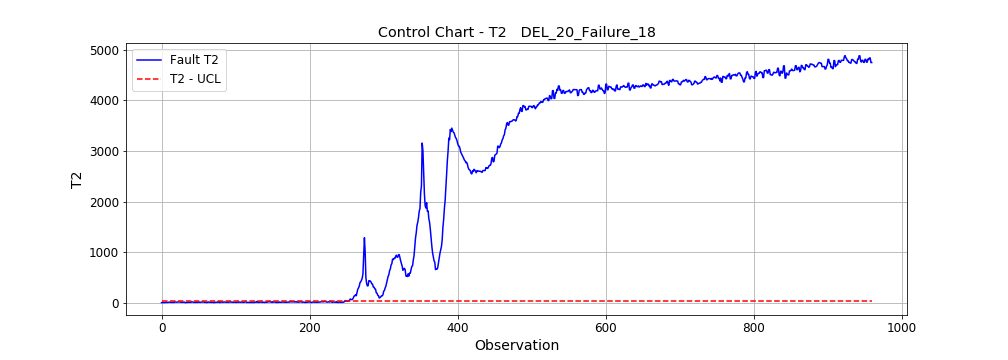 Control Chart - T2   DEL_20_Failure_18
Fault T2
T2 - UCL
T2
5000
4000
3000
2000
1000
0
0 200 400 600 800 1000
Observation